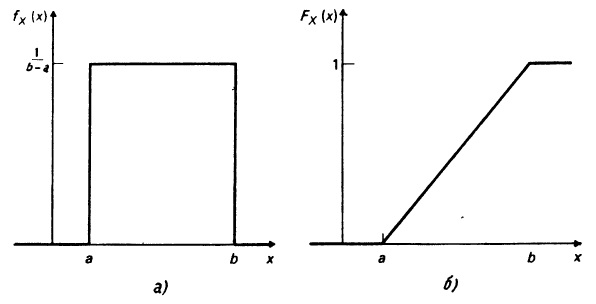 f_X (x)
1
b – a
a
b
x
а)
F_X (x)
1
a
b
x
б)